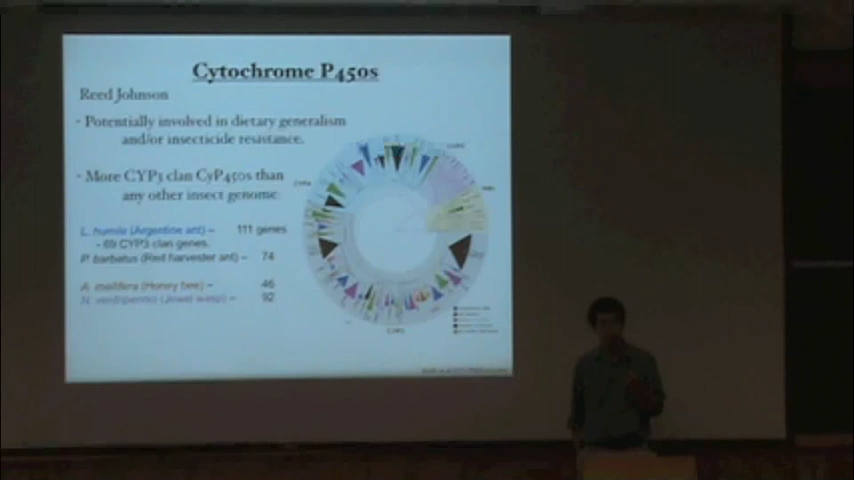 Cytochrome P450s
Reed Johnson
- Potentially involved in dietary generalism
and/or insecticide resistance.
- More CYP3 clan CyP450s than
any other insect genome
L. humile (Argentine ant) – 111 genes
- 69 CYP3 clan genes.
P. barbatus (Red harvester ant) – 74
A. mellifera (Honey bee) – 46
N. vitripennis (Jewel wasp) – 92